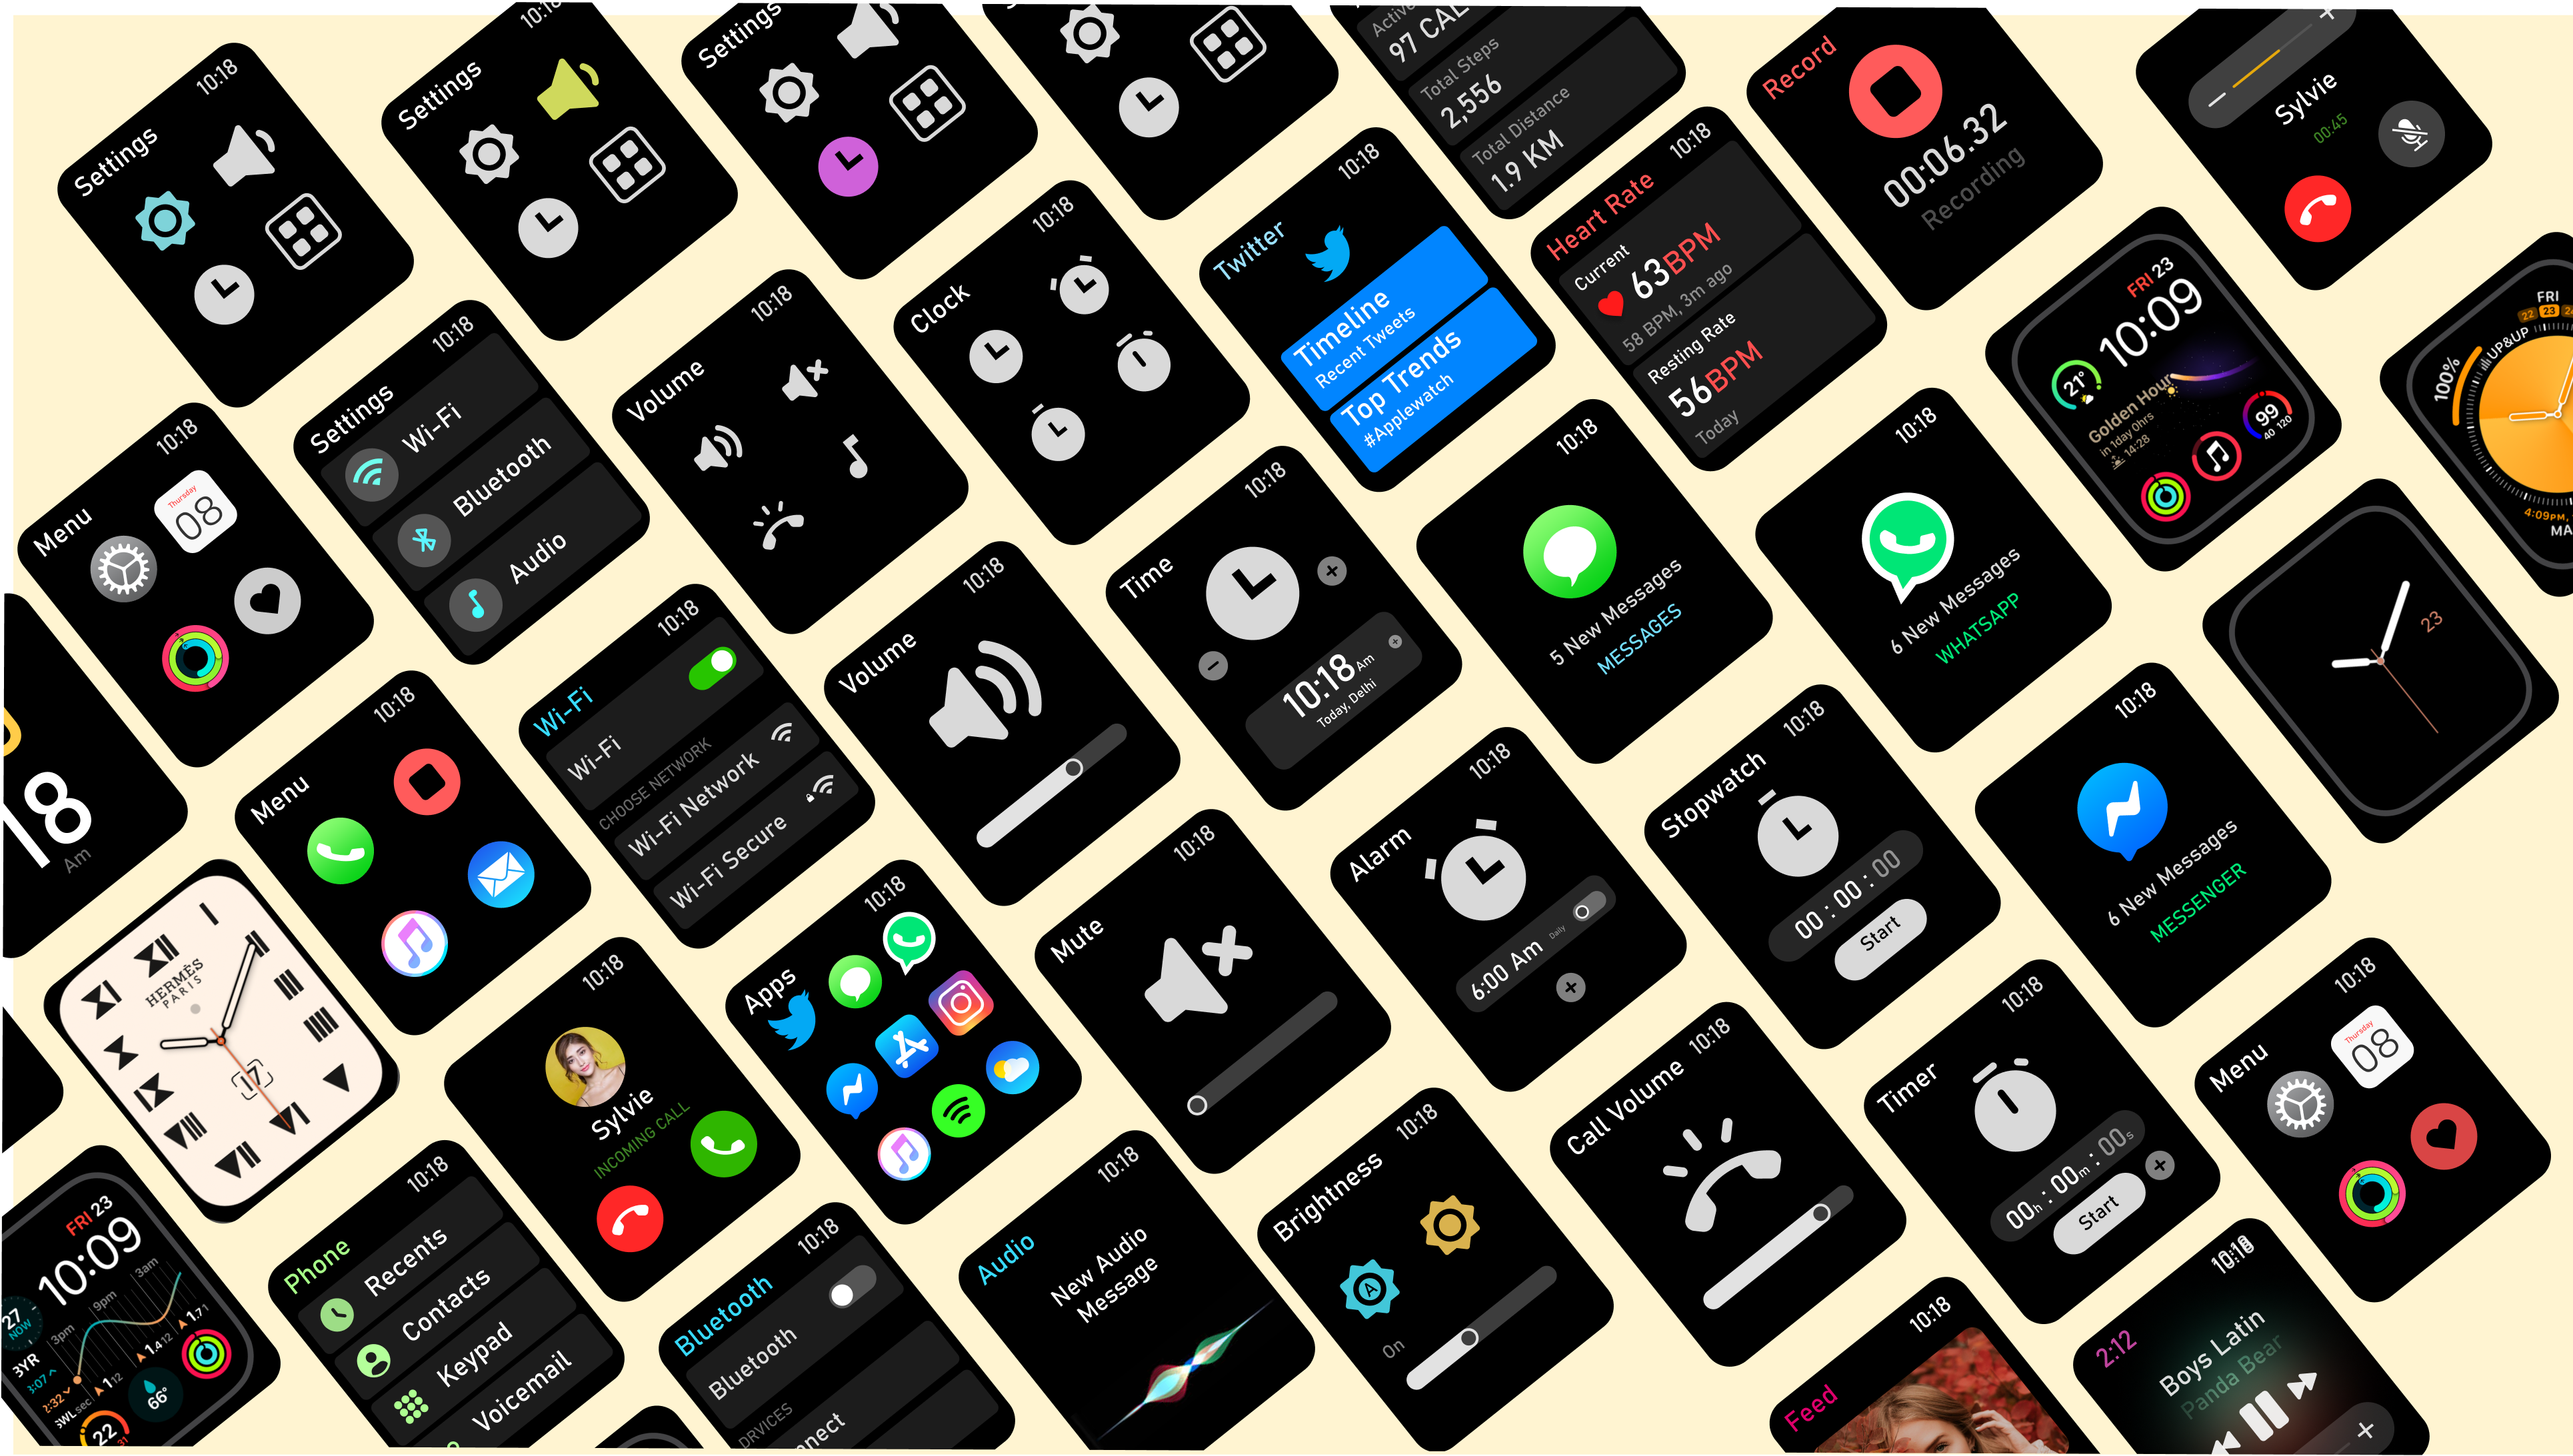 10:18
Settings
10:18
Settings
Settings
97 CAL
Total Steps
2,556
Total Distance
1.9 KM
Record
00:06.32
Recording
Sylvie
00:45
Menu
10:18
Thursday
08
Settings
10:18
Wi-Fi
Bluetooth
Audio
Volume
10:18
Clock
10:18
Twitter
10:18
Timeline
Recent Tweets
Top Trends
#Applewatch
Heart Rate
10:18
Current
63BPM
58 BPM, 3m ago
Resting Rate
56BPM
Today
FRI 23
10:09
21°
Golden Hour
in 1day 0hrs
14:28
99
40 120
FRI
22 23
UP&UP
100%
4:09PM,
18
Am
Menu
10:18
Wi-Fi
10:18
Wi-Fi
CHOOSE NETWORK
Wi-Fi Network
Wi-Fi Secure
Volume
10:18
Time
10:18
10:18 Am
Today, Delhi
10:18
5 New Messages
MESSAGES
10:18
6 New Messages
WHATSAPP
23
I
II
III
IIII
V
VI
VII
VIII
IX
X
XI
XII
HERMÈS
PARIS
17
10:18
Sylvie
INCOMING CALL
Apps
10:18
Mute
10:18
Alarm
10:18
6:00 Am
Daily
Stopwatch
10:18
00 : 00 : 00
Start
10:18
6 New Messages
MESSENGER
FRI 23
10:09
27
NOW
3pm
9pm
3am
3YR
1.71
1.4 12
1 12
66°
22
31
Phone
10:18
Recents
Contacts
Keypad
Voicemail
Bluetooth
10:18
Bluetooth
DRVICES
Audio
10:18
New Audio
Message
Brightness
10:18
A
On
Call Volume
10:18
Timer
10:18
00h : 00m : 00s
Start
Menu
10:18
Thursday
08
Feed
10:18
2:12
Boys Latin
Panda Bear